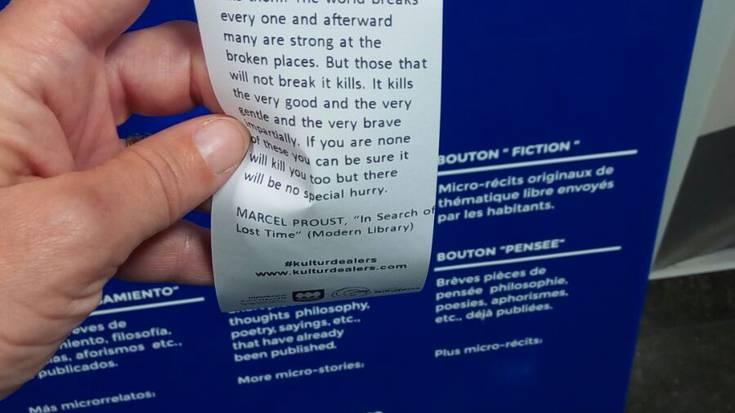 them. The world breaks
every one and afterward
many are strong at the
broken places. But those that
will not break it kills. It kills
the very good and the very
gentle and the very brave
impartially. If you are none
of these you can be sure it
will kill you too but there
will be no special hurry.
MARCEL PROUST, "In Search of
Lost Time" (Modern Library)
#kulturdealers
www.kulturdealers.com
BOUTON " FICTION "
Micro-récits originaux de
thématique libre envoyés
par les habitants.
BOUTON "PENSEE"
Brèves pièces de
pensée philosophie,
poesies, aphorismes,
etc., déjà publiées.
Plus micro-récits:
thoughts philosophy,
poetry, sayings, etc.,
that have already
been published.
More micro-stories:
AMIENTO"
eves de
miento, filosofía,
as, aforismos etc.,
publicados.
Más microrrelatos: